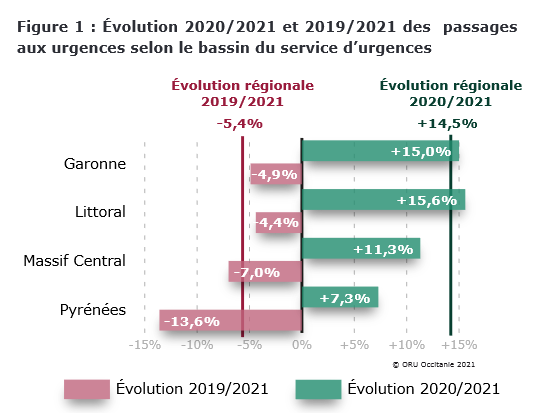 Figure 1 : Évolution 2020/2021 et 2019/2021 des passages
aux urgences selon le bassin du service d’urgences
Évolution régionale
2019/2021
-5,4%
Évolution régionale
2020/2021
+14,5%
Garonne
+15,0%
-4,9%
Littoral
+15,6%
-4,4%
Massif Central
+11,3%
-7,0%
Pyrénées
+7,3%
-13,6%
-15% -10% -5% 0% +5% +10% +15%
© ORU Occitanie 2021
Évolution 2019/2021 Évolution 2020/2021